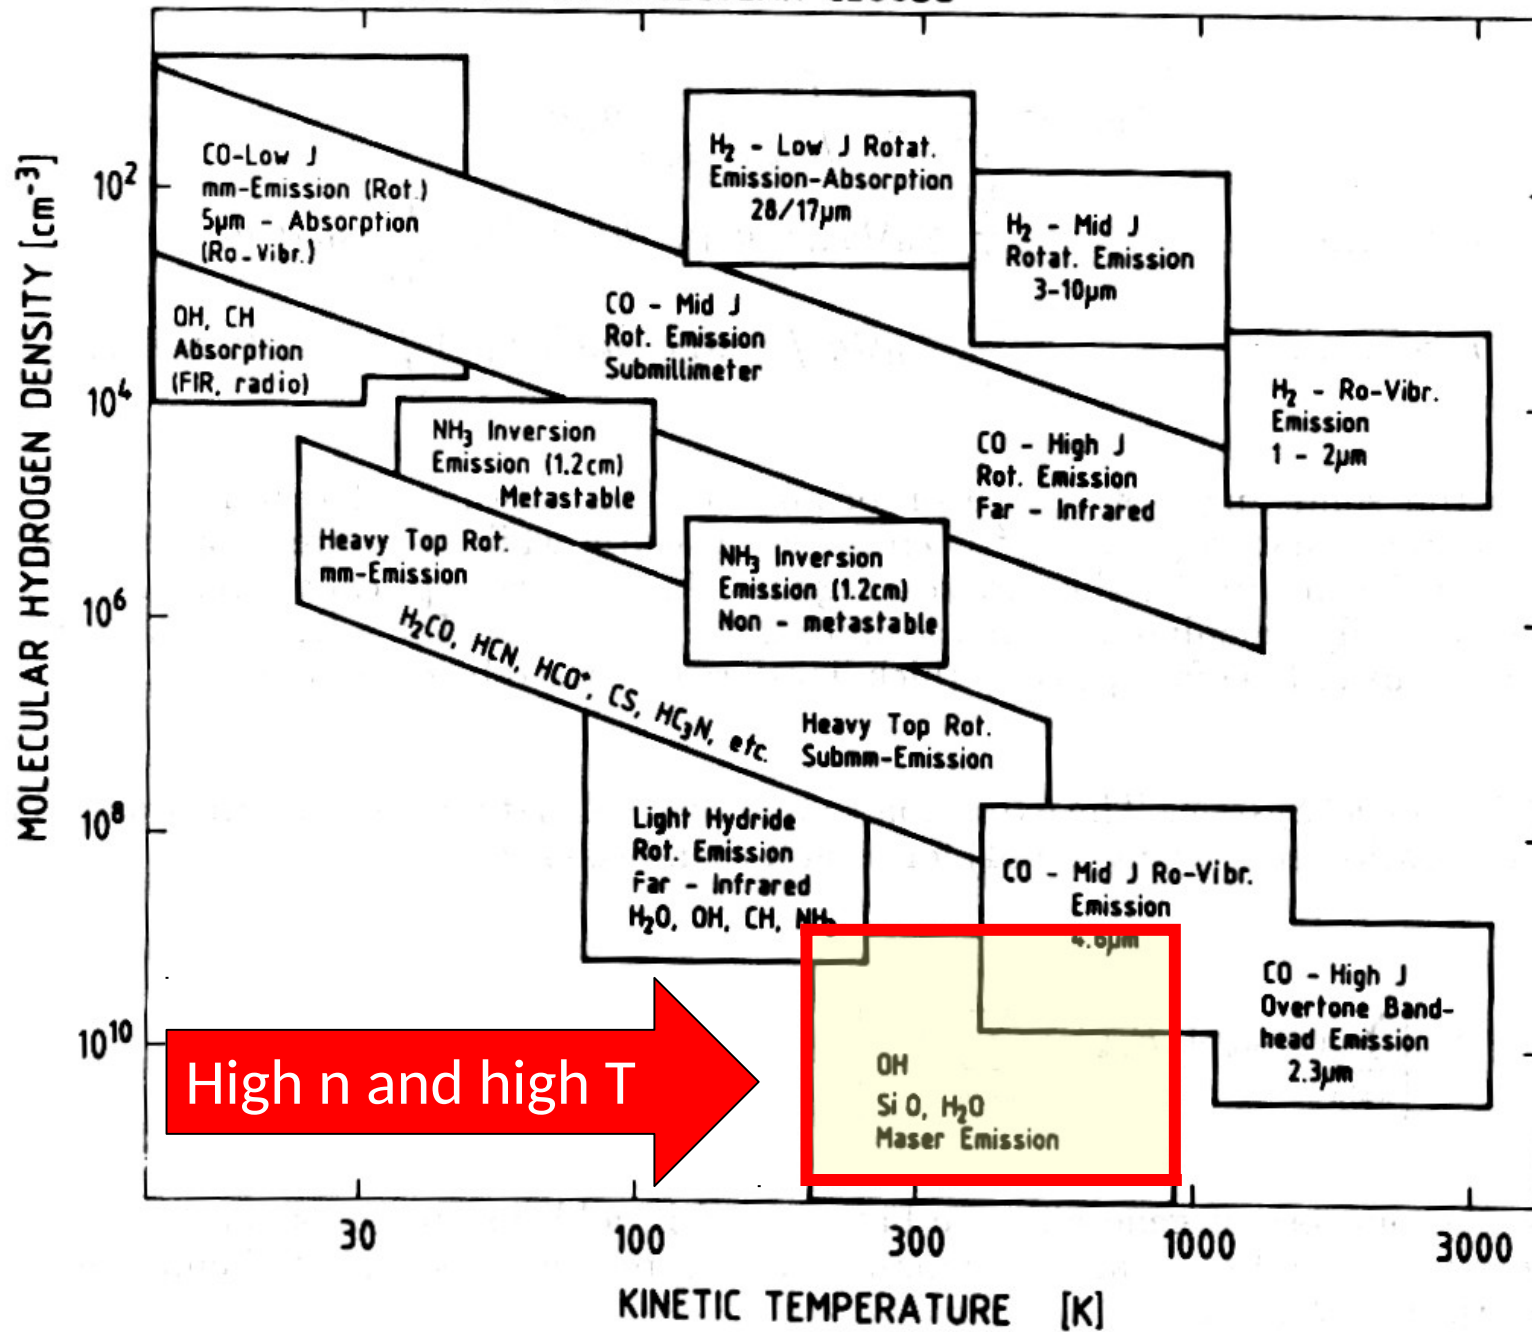 MOLECULAR HYDROGEN DENSITY [cm⁻³]
10²
10⁴
10⁶
10⁸
10¹⁰
CO-Low J
mm-Emission (Rot.)
5µm - Absorption
(Ro-Vibr.)
OH, CH
Absorption
(FIR, radio)
H₂ - Low J Rotat.
Emission-Absorption
28/17µm
H₂ - Mid J
Rotat. Emission
3-10µm
CO - Mid J
Rot. Emission
Submillimeter
H₂ - Ro-Vibr.
Emission
1 - 2µm
NH₃ Inversion
Emission (1.2cm)
Metastable
CO - High J
Rot. Emission
Far - Infrared
Heavy Top Rot.
mm-Emission
NH₃ Inversion
Emission (1.2cm)
Non - metastable
H₂CO, HCN, HCO⁺, CS, HC₃N, etc.
Heavy Top Rot.
Submm-Emission
Light Hydride
Rot. Emission
Far - Infrared
H₂O, OH, CH,
CO - Mid J Ro-Vibr.
Emission
4.6µm
CO - High J
Overtone Band-
head Emission
2.3µm
High n and high T
OH
SiO, H₂O
Maser Emission
30
100
300
1000
3000
KINETIC TEMPERATURE [K]